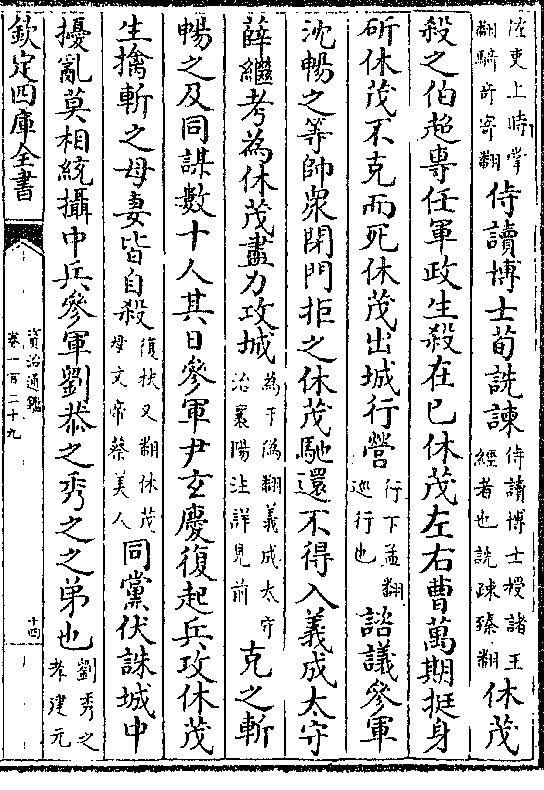 從吏上時掌
翻騎奇寄翻
侍讀博士荀詵諫
侍讀博士授諸王
經者也詵疎臻翻
休茂
殺之伯超專任軍政生殺在已休茂左右曹萬期挺身
斫休茂不克而死休茂出城行營
行下孟翻
巡行也
諮議參軍
沈暢之等帥衆閉門拒之休茂馳還不得入義成太守
薛繼考為休茂盡力攻城
為于偽翻義成太守
治襄陽注詳見前
克之斬
暢之及同謀數十人其日參軍尹玄慶復起兵攻休茂
生擒斬之母妻皆自殺
復扶又翻休茂
母文帝蔡美人
同黨伏誅城中
擾亂莫相統攝中兵參軍劉恭之秀之之弟也
劉秀之
孝建元
欽定四庫全書
資治通鑑
卷一百二十九
十四